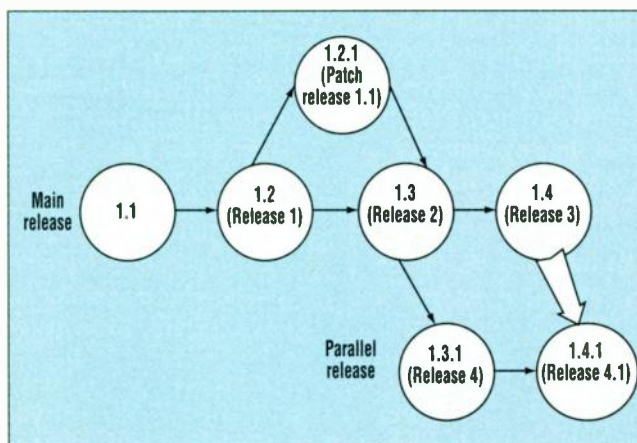 1.2.1
(Patch
release 1.1)
Main
release
1.1
1.2
(Release 1)
1.3
(Release 2)
1.4
(Release 3)
Parallel
release
1.3.1
(Release 4)
1.4.1
(Release 4.1)